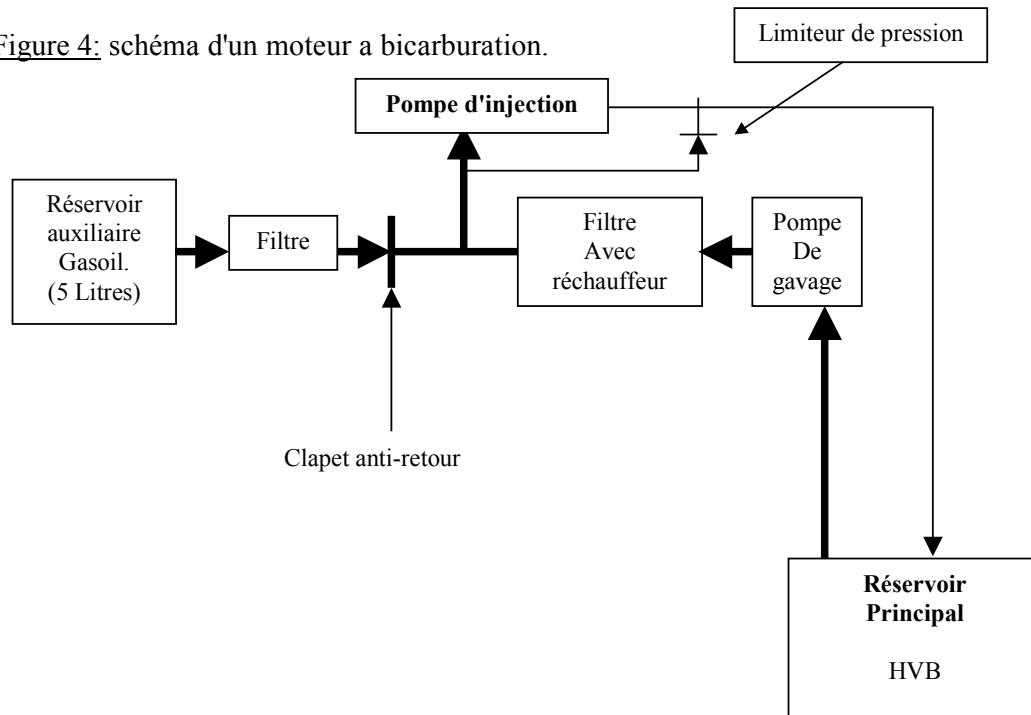 Figure 4: schéma d'un moteur a bicarburation.
Limiteur de pression
Pompe d'injection
Réservoir
auxiliaire
Gasoil.
(5 Litres)
Filtre
Filtre
Avec
réchauffeur
Pompe
De
gavage
Clapet anti-retour
Réservoir
Principal
HVB